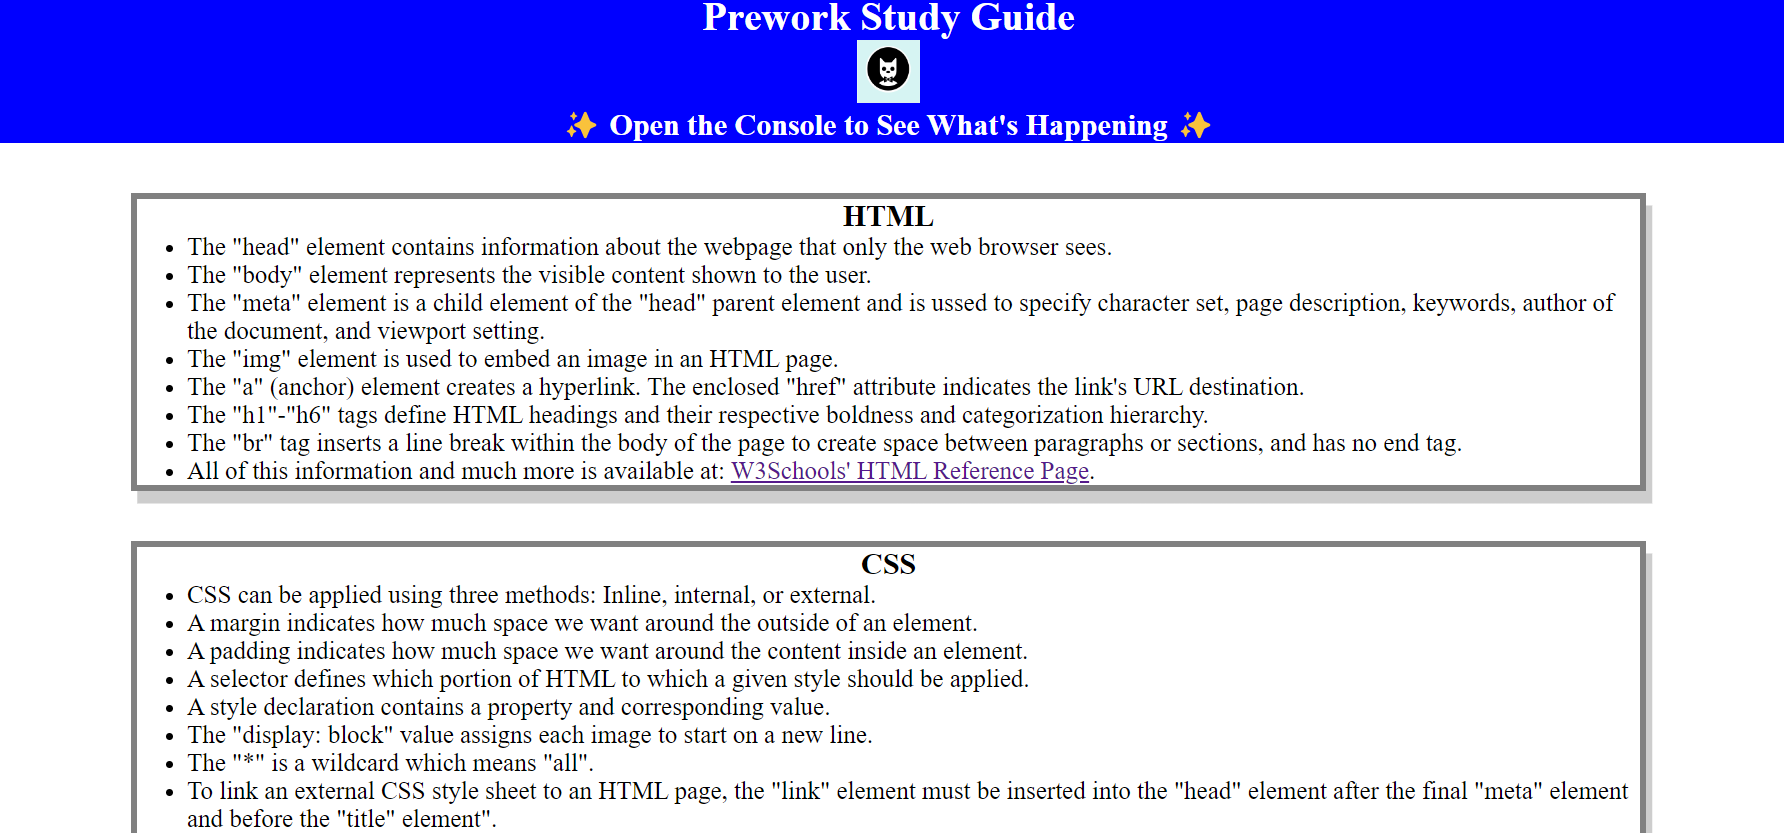 Prework Study Guide
✨ Open the Console to See What's Happening ✨
HTML
• The "head" element contains information about the webpage that only the web browser sees.
• The "body" element represents the visible content shown to the user.
• The "meta" element is a child element of the "head" parent element and is ussed to specify character set, page description, keywords, author of
the document, and viewport setting.
• The "img" element is used to embed an image in an HTML page.
• The "a" (anchor) element creates a hyperlink. The enclosed "href" attribute indicates the link's URL destination.
• The "h1"-"h6" tags define HTML headings and their respective boldness and categorization hierarchy.
• The "br" tag inserts a line break within the body of the page to create space between paragraphs or sections, and has no end tag.
• All of this information and much more is available at: W3Schools' HTML Reference Page.
CSS
• CSS can be applied using three methods: Inline, internal, or external.
• A margin indicates how much space we want around the outside of an element.
• A padding indicates how much space we want around the content inside an element.
• A selector defines which portion of HTML to which a given style should be applied.
• A style declaration contains a property and corresponding value.
• The "display: block" value assigns each image to start on a new line.
• The "*" is a wildcard which means "all".
• To link an external CSS style sheet to an HTML page, the "link" element must be inserted into the "head" element after the final "meta" element
and before the "title" element".